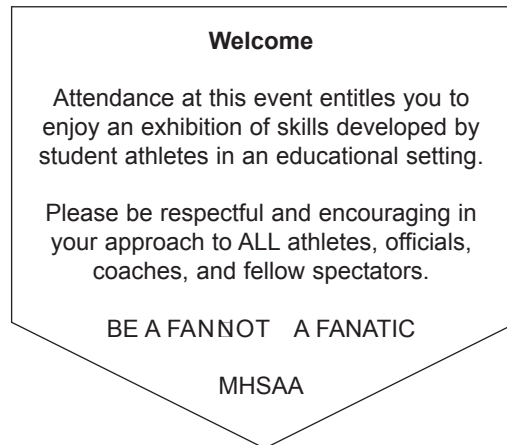 Welcome
Attendance at this event entitles you to
enjoy an exhibition of skills developed by
student athletes in an educational setting.
Please be respectful and encouraging in
your approach to ALL athletes, officials,
coaches, and fellow spectators.
BE A FANNOT A FANATIC
MHSAA